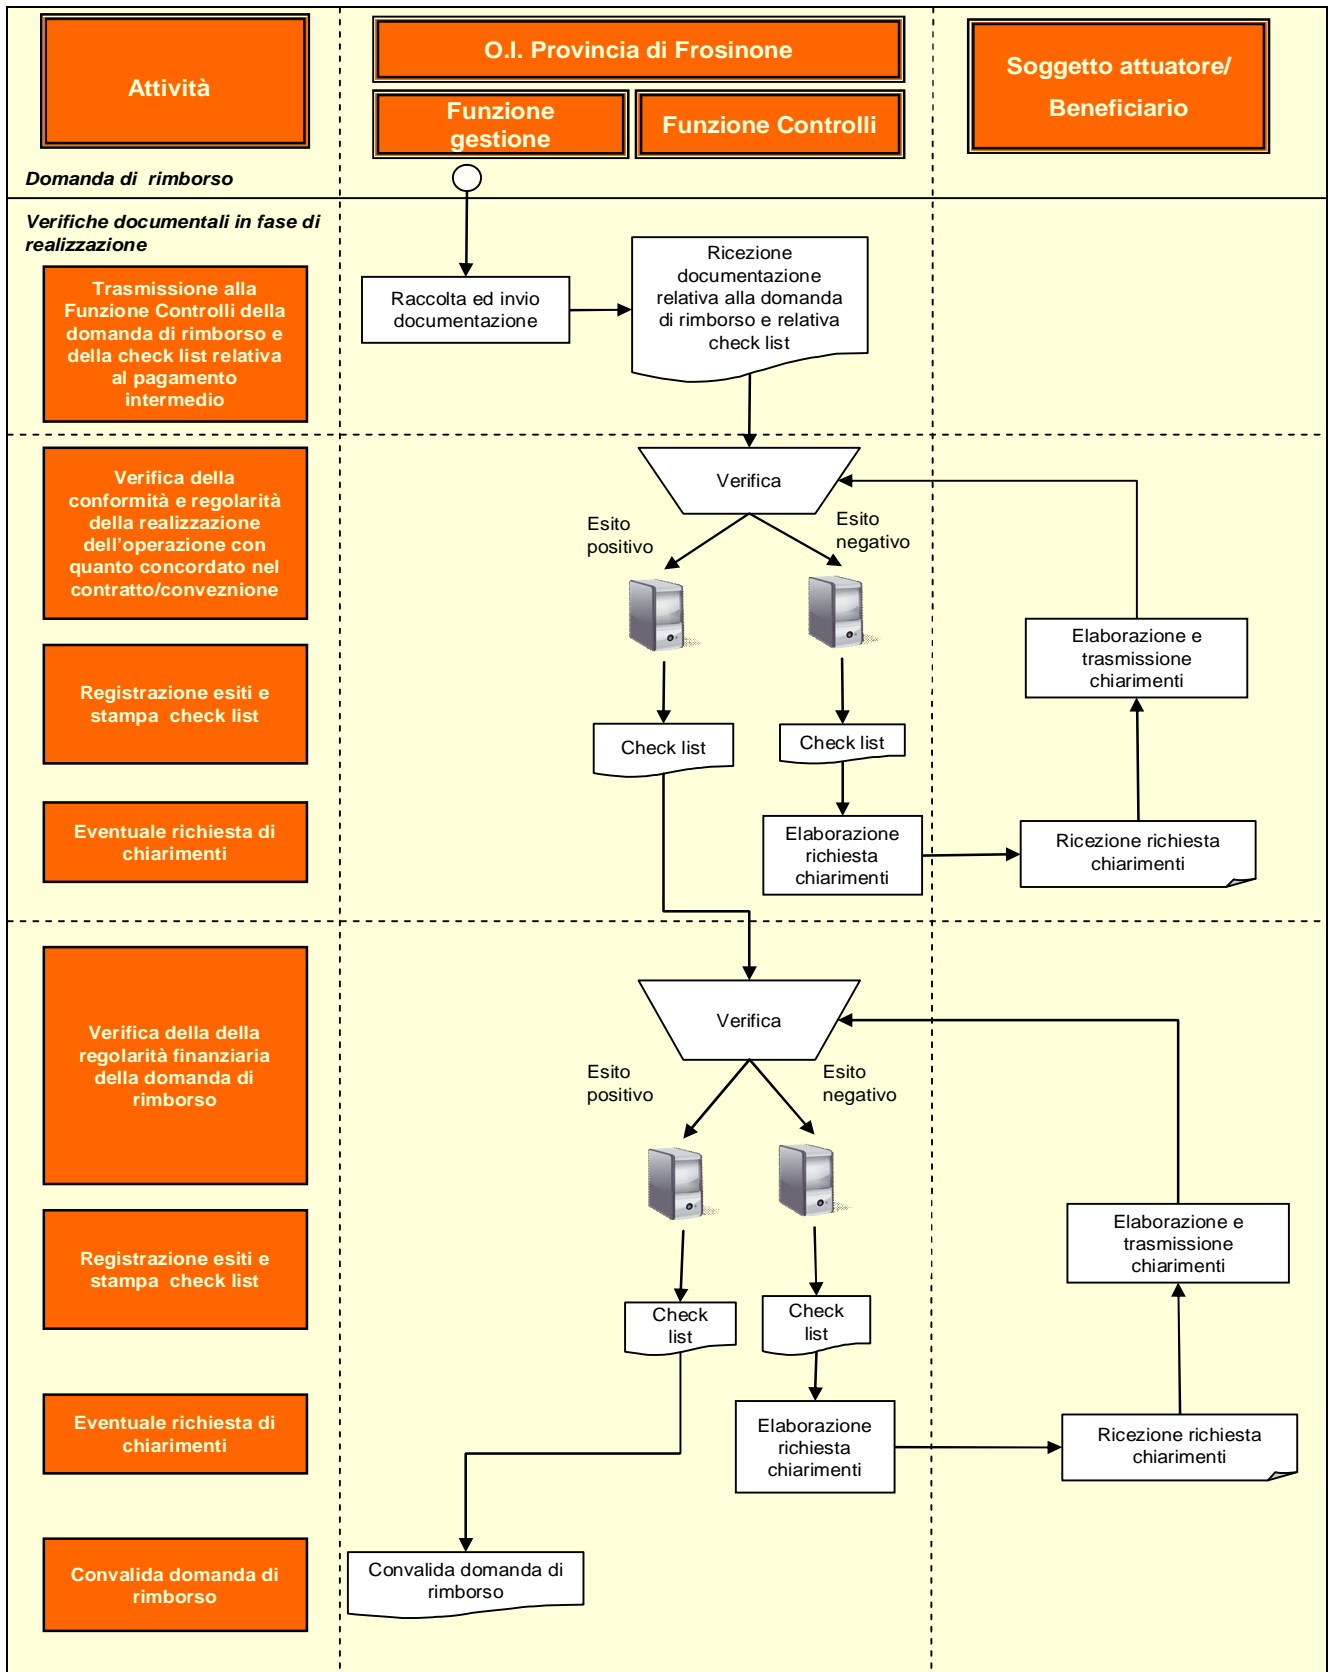 Attività
O.I. Provincia di Frosinone
Funzione
gestione
Funzione Controlli
Soggetto attuatore/
Beneficiario
Domanda di rimborso
Verifiche documentali in fase di
realizzazione
Trasmissione alla
Funzione Controlli della
domanda di rimborso e
della check list relativa
al pagamento
intermedio
Raccolta ed invio
documentazione
Ricezione
documentazione
relativa alla domanda
di rimborso e relativa
check list
Verifica della
conformità e regolarità
della realizzazione
dell'operazione con
quanto concordato nel
contratto/conveznione
Verifica
Esito
positivo
Esito
negativo
Registrazione esiti e
stampa check list
Check list
Check list
Elaborazione e
trasmissione
chiarimenti
Eventuale richiesta di
chiarimenti
Elaborazione
richiesta
chiarimenti
Ricezione richiesta
chiarimenti
Verifica della della
regolarità finanziaria
della domanda di
rimborso
Verifica
Esito
positivo
Esito
negativo
Registrazione esiti e
stampa check list
Check
list
Check
list
Elaborazione e
trasmissione
chiarimenti
Eventuale richiesta di
chiarimenti
Elaborazione
richiesta
chiarimenti
Ricezione richiesta
chiarimenti
Convalida domanda di
rimborso
Convalida domanda di
rimborso